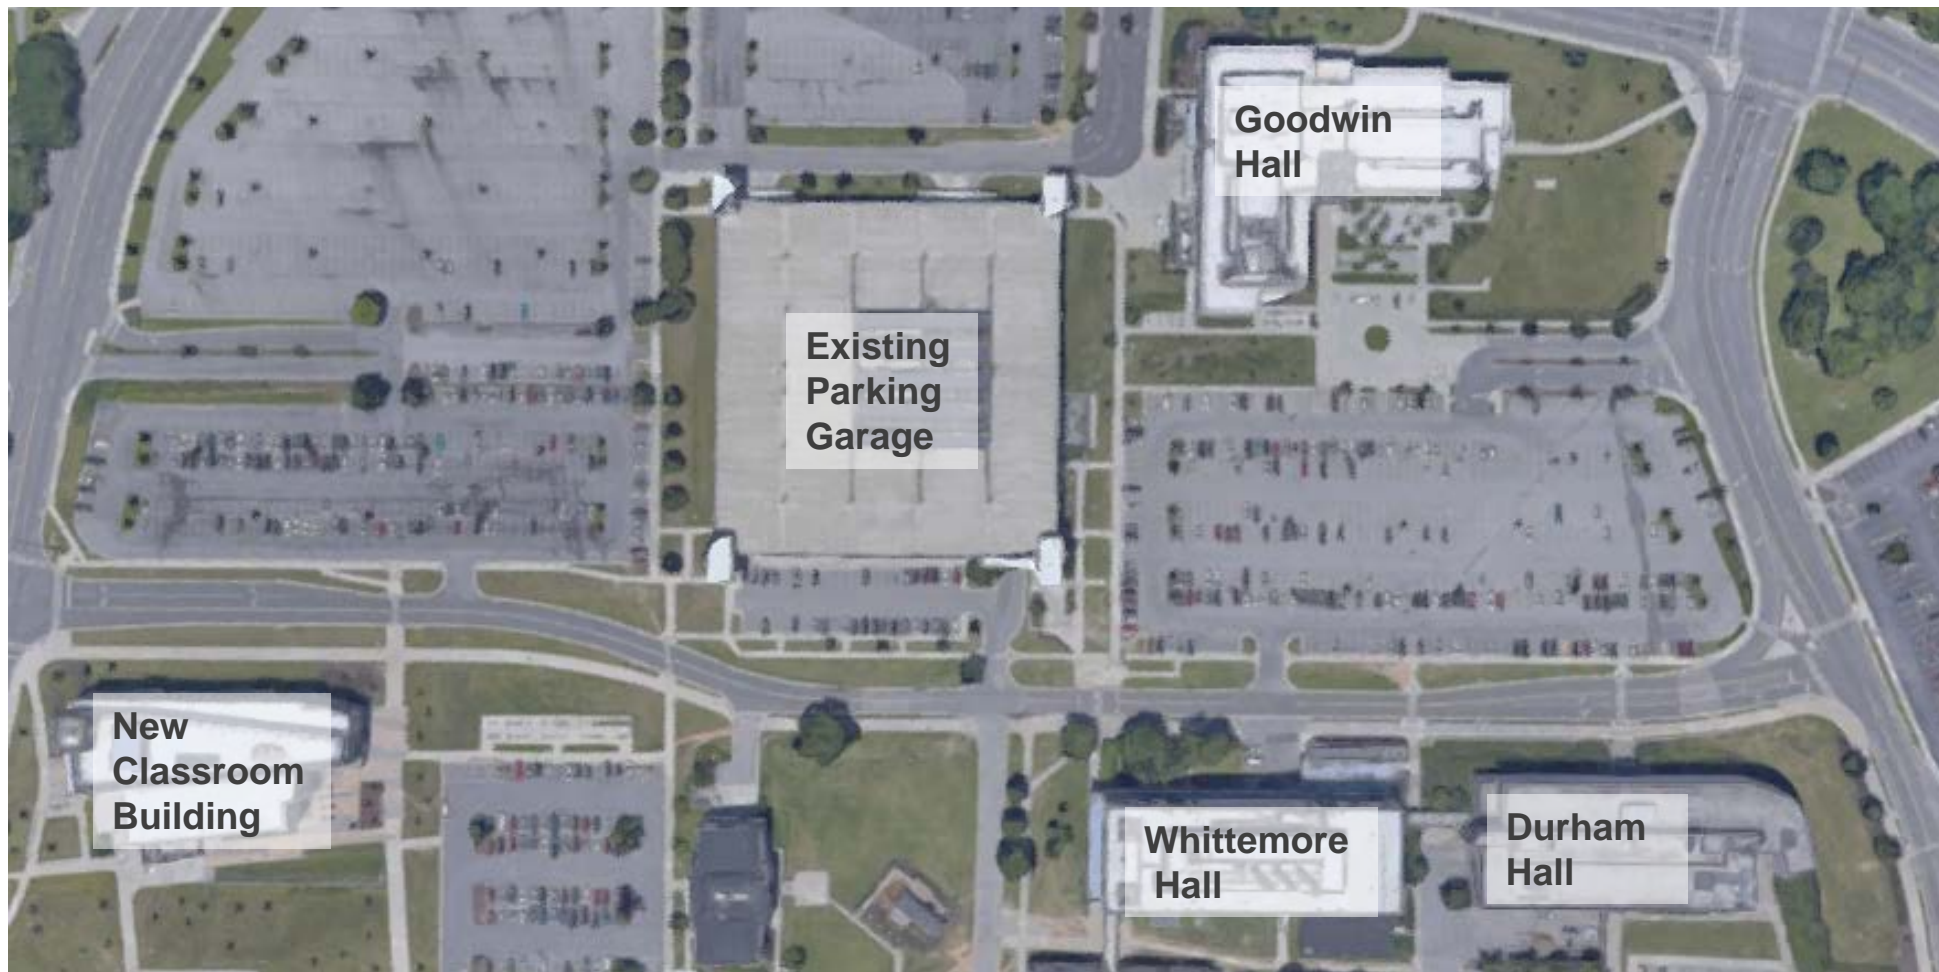 Goodwin
Hall
Existing
Parking
Garage
New
Classroom
Building
Whittemore
Hall
Durham
Hall